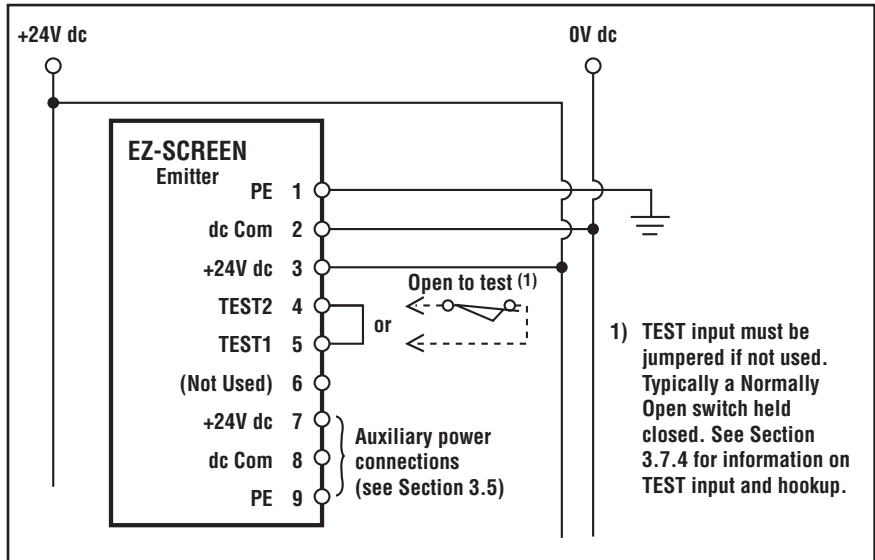 +24V dc
0V dc
EZ-SCREEN
Emitter
PE 1
dc Com 2
+24V dc 3
TEST2 4
TEST1 5
(Not Used) 6
+24V dc 7
dc Com 8
PE 9
or
Open to test (1)
Auxiliary power
connections
(see Section 3.5)
1) TEST input must be
jumpered if not used.
Typically a Normally
Open switch held
closed. See Section
3.7.4 for information on
TEST input and hookup.